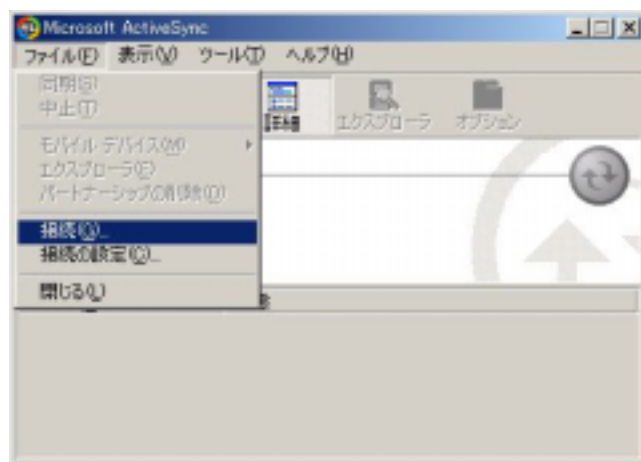 Microsoft ActiveSync
ファイル(F) 表示(V) ツール(T) ヘルプ(H)
同期(S)
中止(T)
詳細 エクスプローラ オプション
モバイル デバイス(M)
エクスプローラ(E)
パートナーシップの削除(D)
接続(G)...
接続の設定(C)...
閉じる(L)